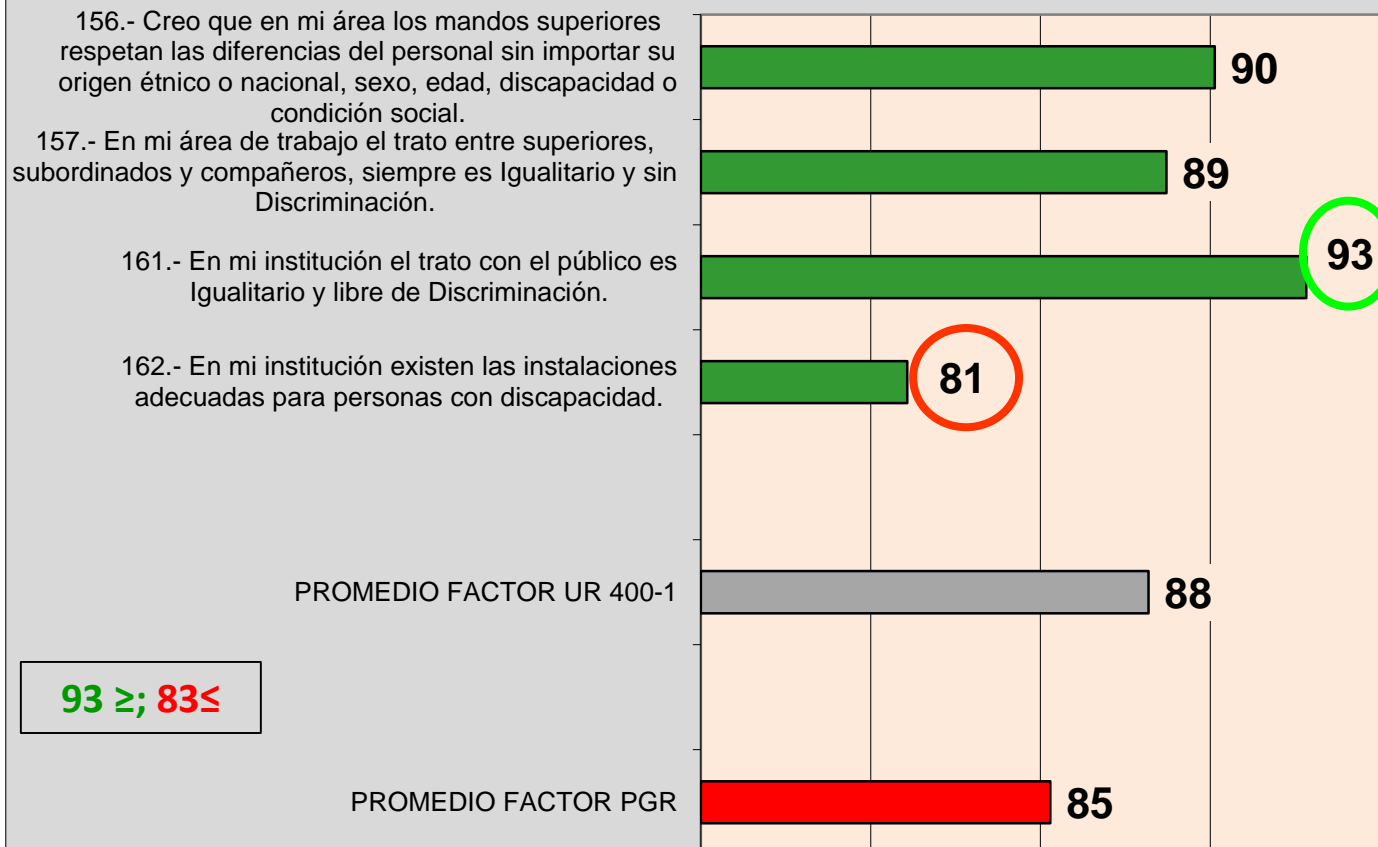 156.- Creo que en mi área los mandos superiores
respetan las diferencias del personal sin importar su
origen étnico o nacional, sexo, edad, discapacidad o
condición social.
90
157.- En mi área de trabajo el trato entre superiores,
subordinados y compañeros, siempre es Igualitario y sin
Discriminación.
89
161.- En mi institución el trato con el público es
Igualitario y libre de Discriminación.
93
162.- En mi institución existen las instalaciones
adecuadas para personas con discapacidad.
81
PROMEDIO FACTOR UR 400-1
88
93 ≥; 83≤
PROMEDIO FACTOR PGR
85